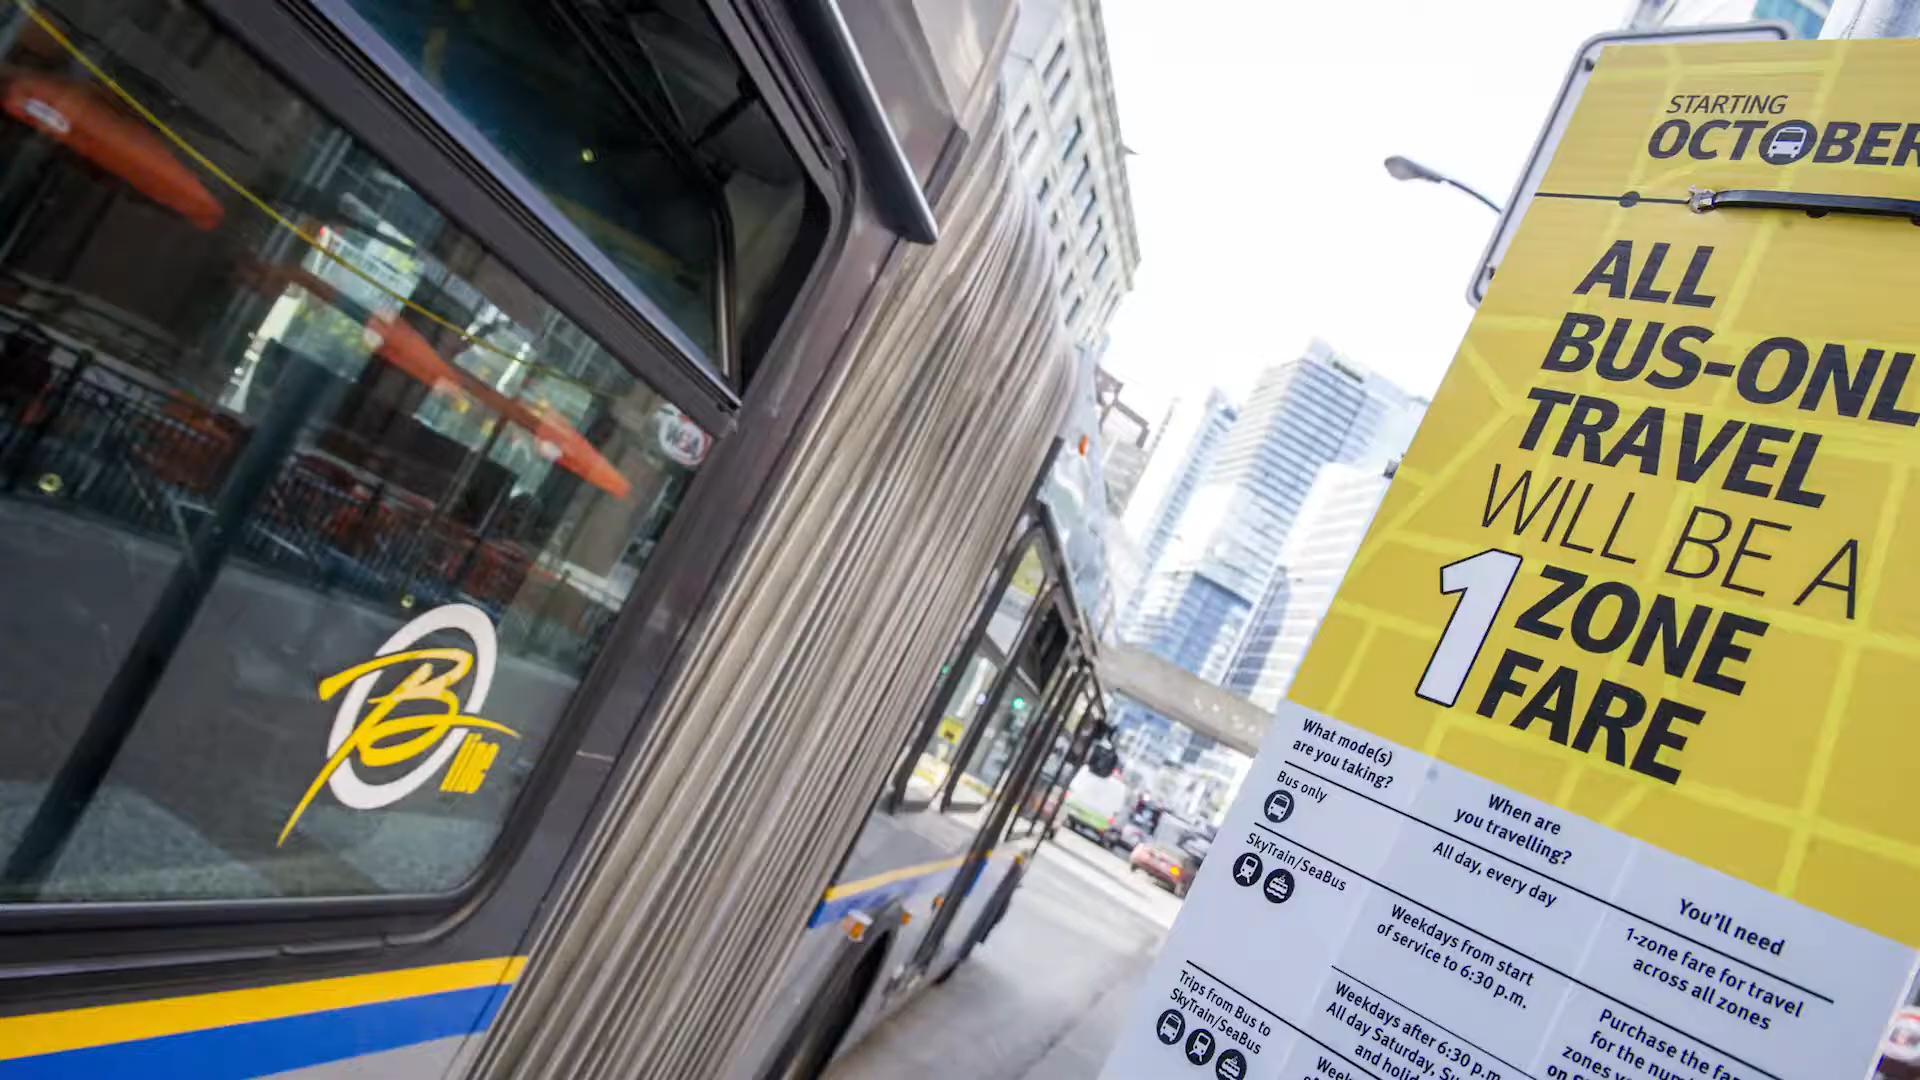 STARTING
OCTOBER
ALL
BUS-ONL
TRAVEL
WILL BE A
1 ZONE
FARE
What mode(s)
are you taking?
When are
you travelling?
You'll need
Bus only
All day, every day
1-zone fare for travel
across all zones
SkyTrain/SeaBus
Weekdays from start
of service to 6:30 p.m.
Purchase the fa
for the num
zones y
Weekdays after 6:30 p.m.
All day Saturday, Su
and holid
Trips from Bus to
SkyTrain/SeaBus
Week
B
line